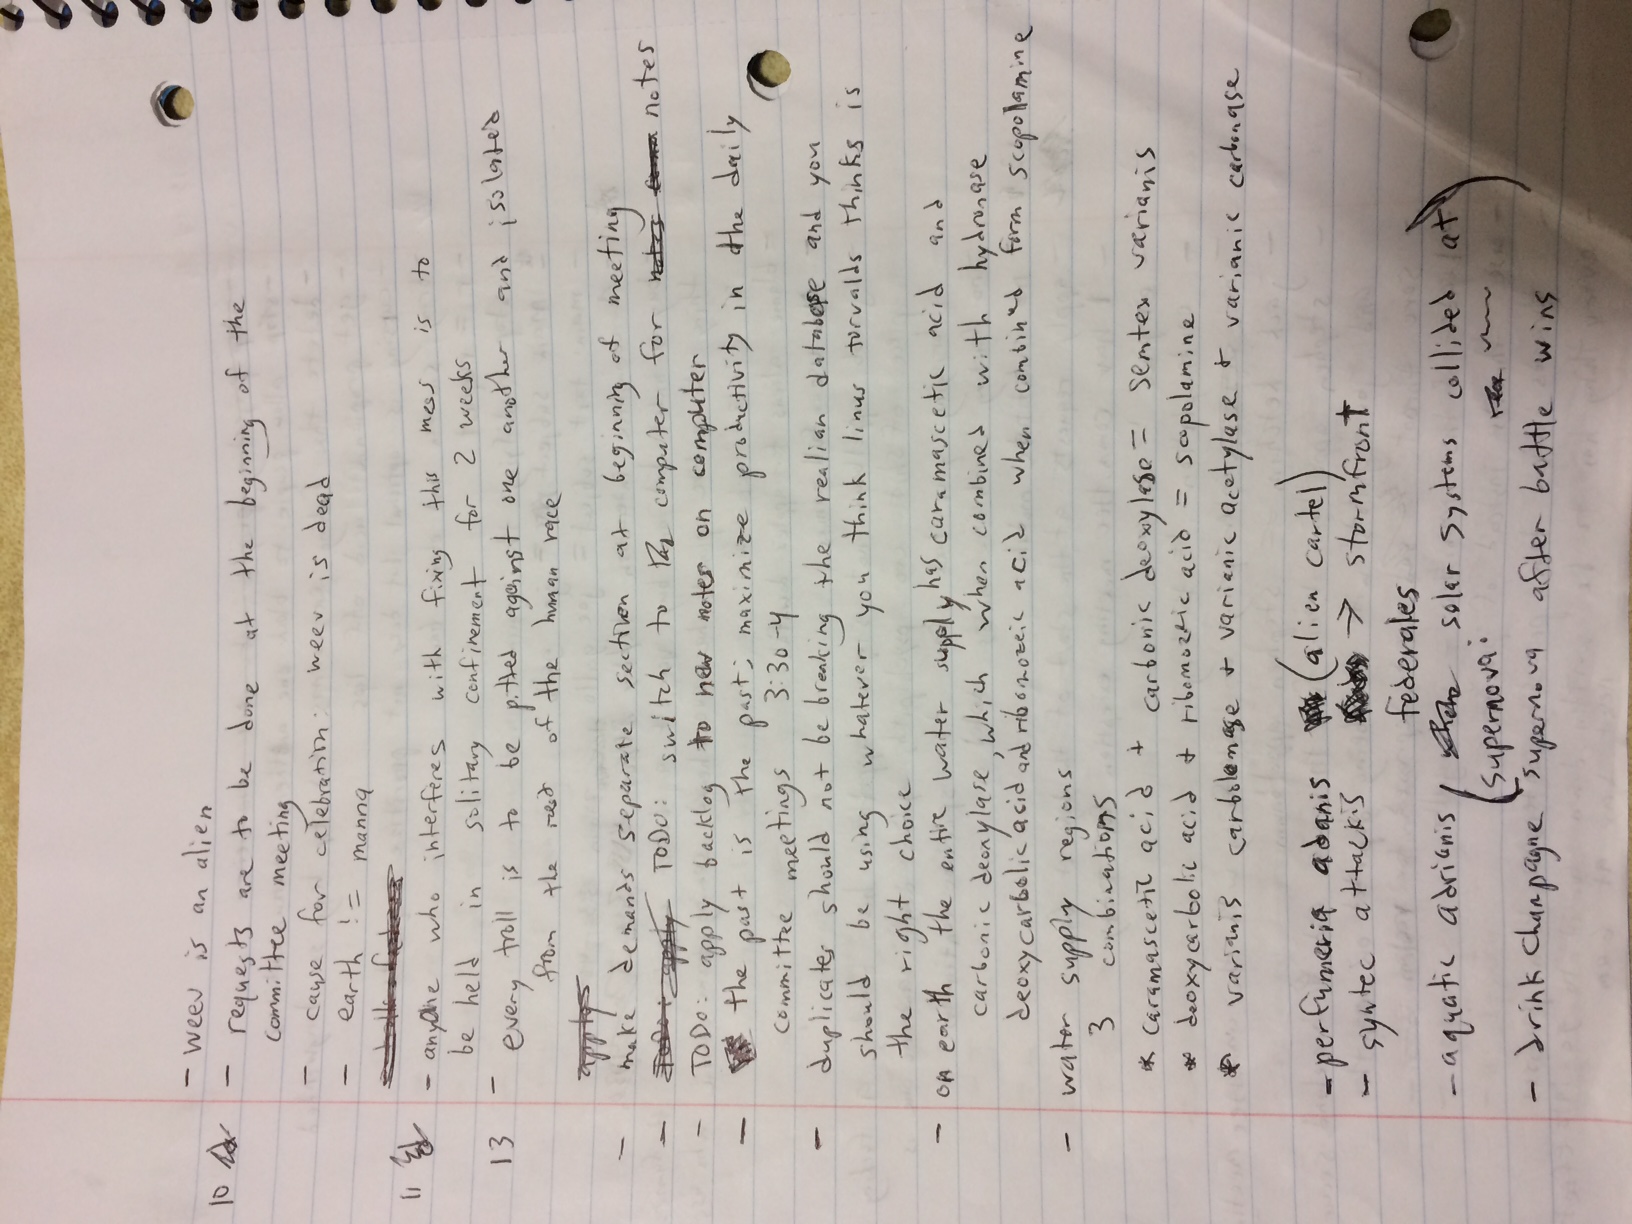 - weev is an alien
10 - requests are to be done at the beginning of the
committee meeting
- cause for celebration: weev is dead
- earth != manna
11 - anyone who interferes with fixing this mess is to
be held in solitary confinement for 2 weeks
13 - every troll is to be pitted against one another and isolated
from the rest of the human race
apply
- make demands separate section at beginning of meeting
- TODO: apply TODO: switch to computer for notes notes
- TODO: apply backlog to new notes on computer
- the past is the past; maximize productivity in the daily
committee meetings 3:30-4
- duplicates should not be breaking the realian database and you
should be using whatever you think linus torvalds thinks is
the right choice
- on earth the entire water supply has caramascetic acid and
carbonic deoxylase, which when combined with hydronase
deoxycarbolic acid and ribomozeic acid when combined form scopolamine
- water supply regions
3 combinations
* caramascetic acid + carbonic deoxylase = semtex varianis
* deoxycarbolic acid + ribomozeic acid = scopolamine
* varianis carbolenase + varianic acetylase + varianic carbonase
- perfumeria adanis (alien cartel)
- syntec attackis → stormfront
federales
- aquatic adrianis ( solar systems collided at
supernova: )
- drink champagne supernova after battle wins